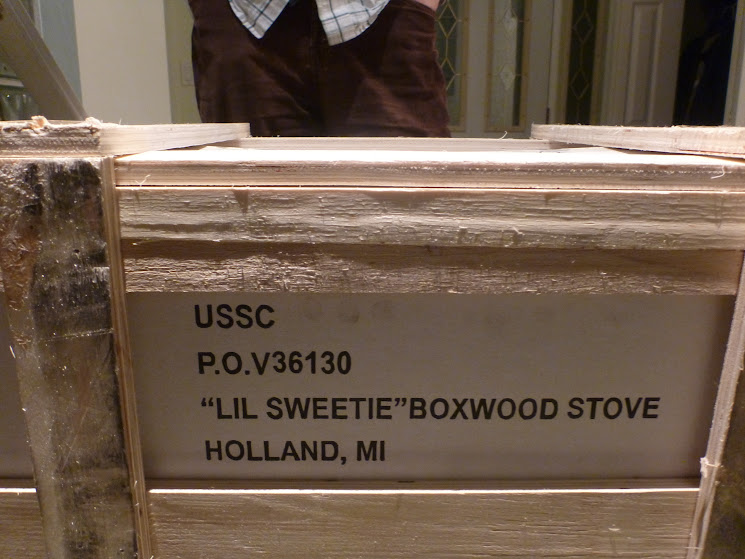 USSC
P.O.V36130
“LIL SWEETIE”BOXWOOD STOVE
HOLLAND, MI